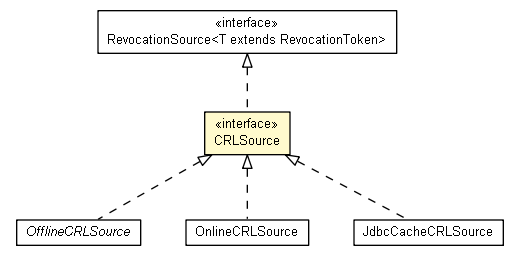 «interface»
RevocationSource<T extends RevocationToken>
«interface»
CRLSource
OfflineCRLSource
OnlineCRLSource
JdbcCacheCRLSource